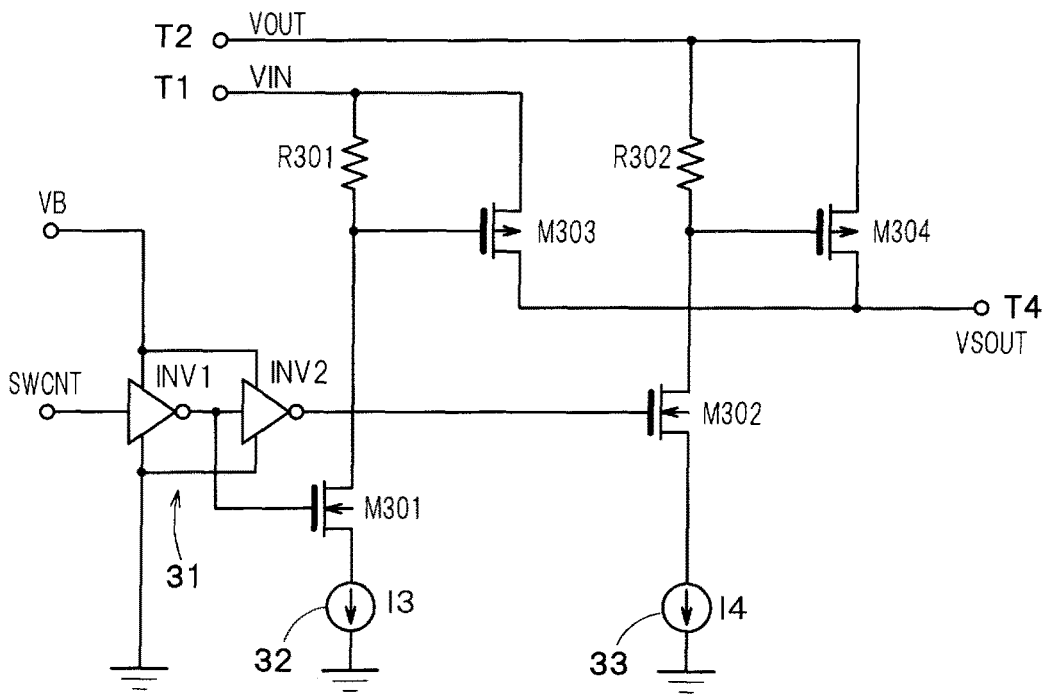 T2 VOUT
T1 VIN
R301
R302
VB
M303
M304
T4
VSOUT
SWCNT
INV1
INV2
M302
M301
31
I3
I4
32
33